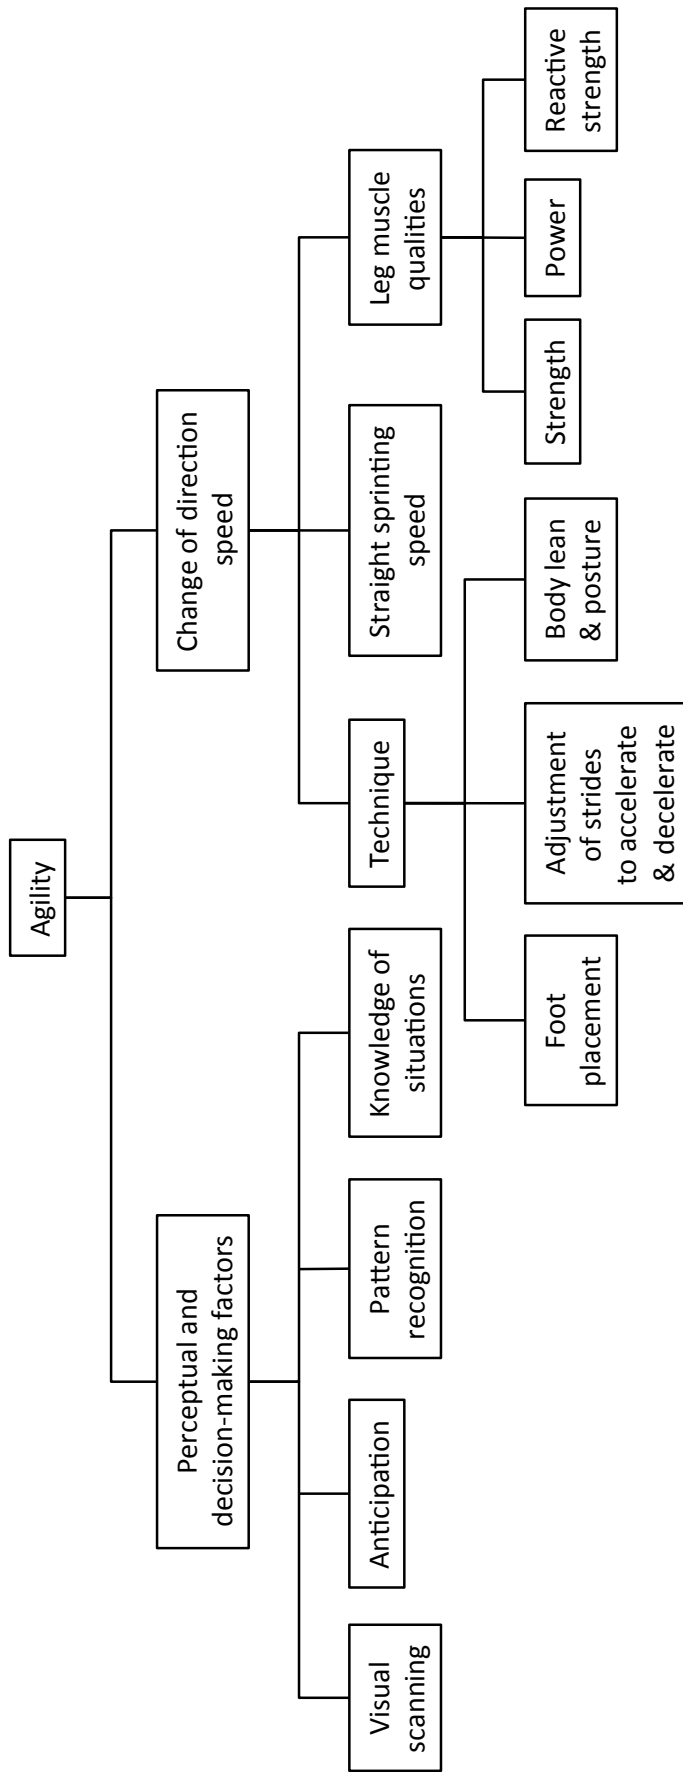 Agility
Perceptual and
decision-making factors
Change of direction
speed
Visual
scanning
Anticipation
Pattern
recognition
Knowledge of
situations
Technique
Straight sprinting
speed
Leg muscle
qualities
Foot
placement
Adjustment
of strides
to accelerate
& decelerate
Body lean
& posture
Strength
Power
Reactive
strength